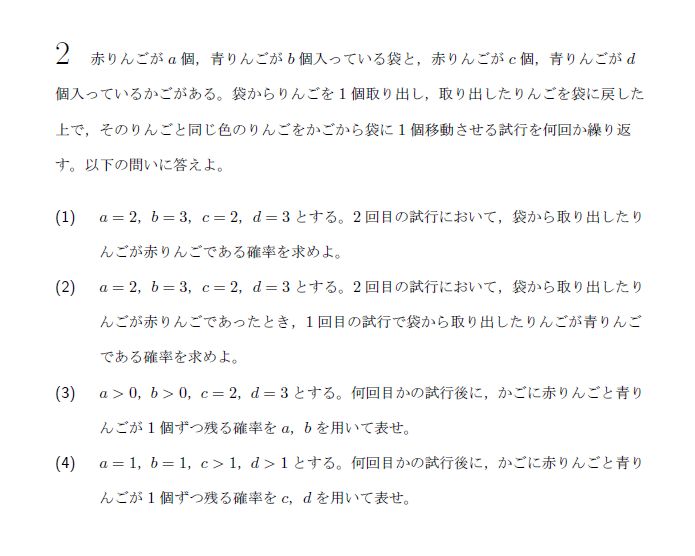 2 赤りんごが a 個，青りんごが b 個入っている袋と，赤りんごが c 個，青りんごが d
個入っているかごがある。袋からりんごを 1 個取り出し，取り出したりんごを袋に戻した
上で，そのりんごと同じ色のりんごをかごから袋に 1 個移動させる試行を何回か繰り返
す。以下の問いに答えよ。
(1) a = 2，b = 3，c = 2，d = 3 とする。2 回目の試行において，袋から取り出したり
んごが赤りんごである確率を求めよ。
(2) a = 2，b = 3，c = 2，d = 3 とする。2 回目の試行において，袋から取り出したり
んごが赤りんごであったとき，1 回目の試行で袋から取り出したりんごが青りんご
である確率を求めよ。
(3) a > 0，b > 0，c = 2，d = 3 とする。何回目かの試行後に，かごに赤りんごと青り
んごが 1 個ずつ残る確率を a，b を用いて表せ。
(4) a = 1，b = 1，c > 1，d > 1 とする。何回目かの試行後に，かごに赤りんごと青り
んごが 1 個ずつ残る確率を c，d を用いて表せ。